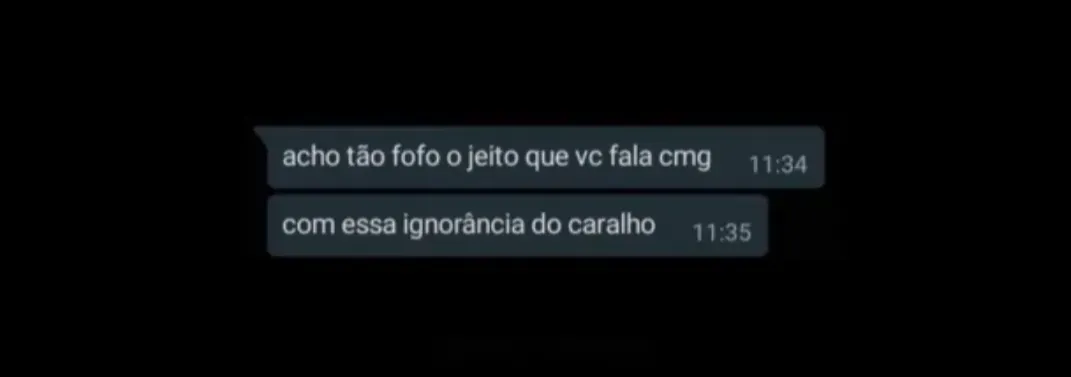 acho tão fofo o jeito que vc fala cmg 11:34
com essa ignorância do caralho 11:35